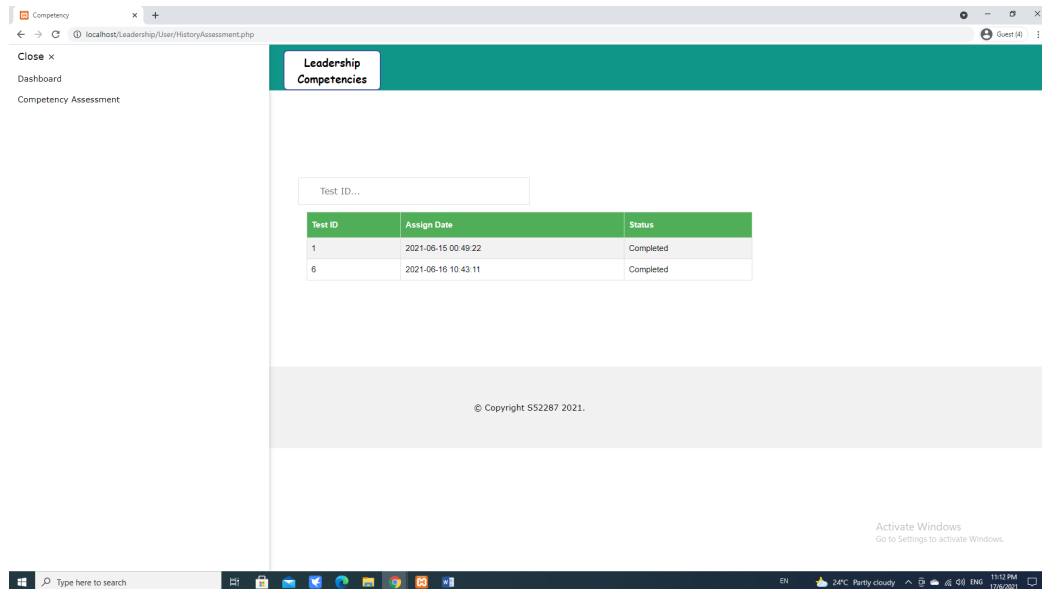 Competency
localhost/Leadership/User/HistoryAssessment.php
Guest (4)
Close ×
Dashboard
Competency Assessment
Leadership
Competencies
Test ID...
Test ID Assign Date Status
1 2021-06-15 00:49:22 Completed
6 2021-06-16 10:43:11 Completed
© Copyright S52287 2021.
Activate Windows
Go to Settings to activate Windows.
Type here to search
EN
24°C Partly cloudy
ENG
11:12 PM
17/6/2021